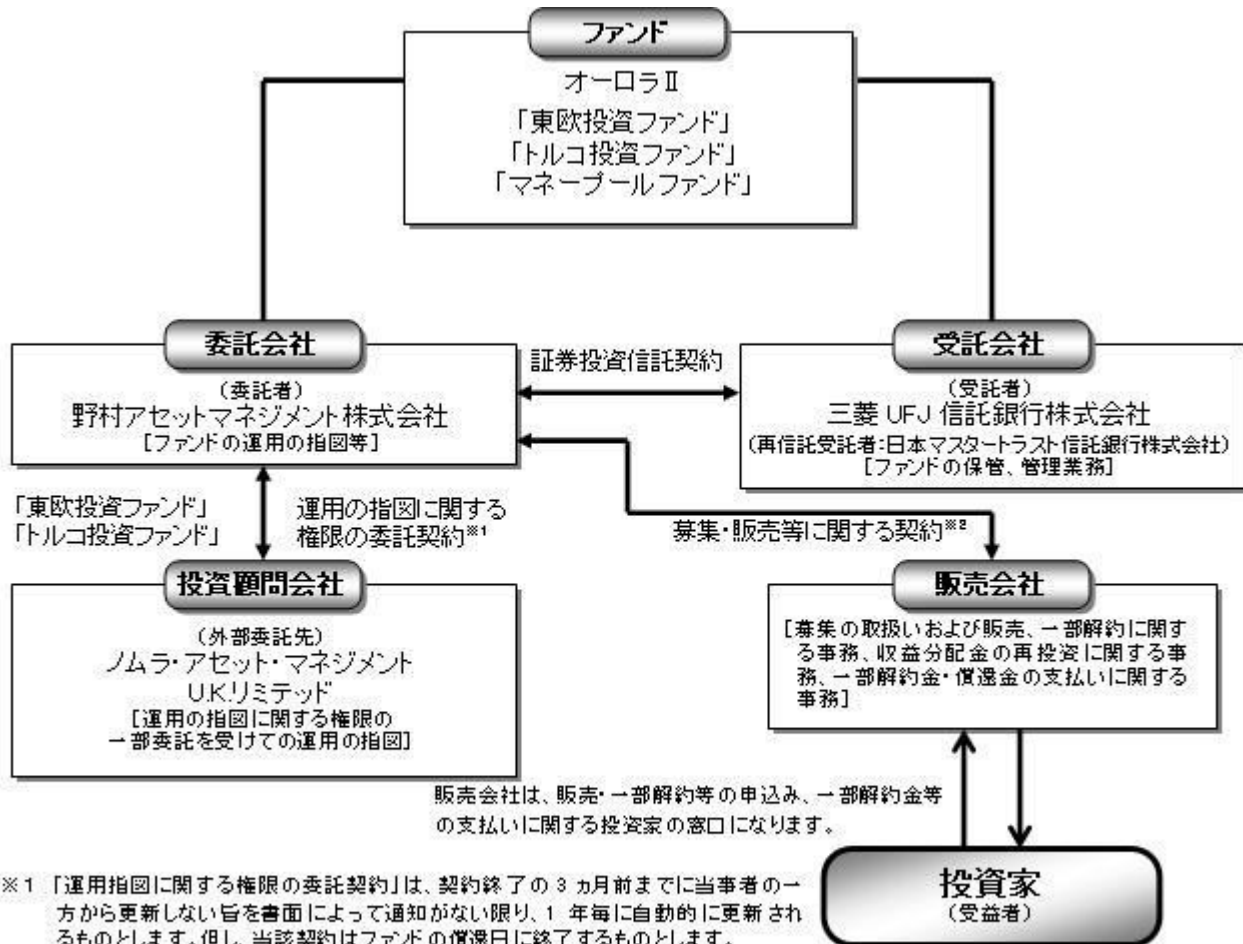 ファンド
オーロラⅡ
「東欧投資ファンド」
「トルコ投資ファンド」
「マネープールファンド」
委託会社
(委託者)
野村アセットマネジメント株式会社
[ファンドの運用の指図等]
証券投資信託契約
受託会社
(受託者)
三菱 UFJ 信託銀行株式会社
(再信託受託者:日本マスタートラスト信託銀行株式会社)
[ファンドの保管、管理業務]
「東欧投資ファンド」
「トルコ投資ファンド」
運用の指図に関する
権限の委託契約※1
募集・販売等に関する契約※2
投資顧問会社
(外部委託先)
ノムラ・アセット・マネジメント
U.K.リミテッド
[運用の指図に関する権限の
一部委託を受けての運用の指図]
販売会社
[募集の取扱いおよび販売、一部解約に関す
る事務、収益分配金の再投資に関する事
務、一部解約金・償還金の支払いに関する
事務]
販売会社は、販売・一部解約等の申込み、一部解約金等
の支払いに関する投資家の窓口になります。
投資家
(受益者)
※1 「運用指図に関する権限の委託契約」は、契約終了の 3 ヵ月前までに当事者の一
方から更新しない旨を書面によって通知がない限り、1 年毎に自動的に更新され
るものとします。但し、当該契約はファンドの償還日に終了するものとします。